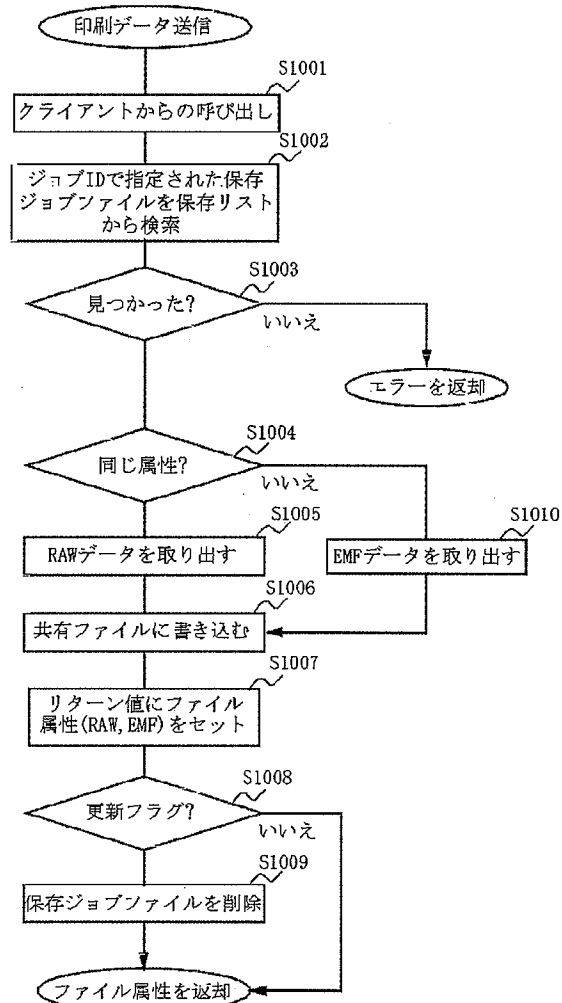 印刷データ送信
S1001
クライアントからの呼び出し
S1002
ジョブIDで指定された保存
ジョブファイルを保存リスト
から検索
S1003
見つかった?
いいえ
エラーを返却
S1004
同じ属性?
いいえ
S1005
RAWデータを取り出す
S1010
EMFデータを取り出す
S1006
共有ファイルに書き込む
S1007
リターン値にファイル
属性(RAW,EMF)をセット
S1008
更新フラグ?
いいえ
S1009
保存ジョブファイルを削除
ファイル属性を返却